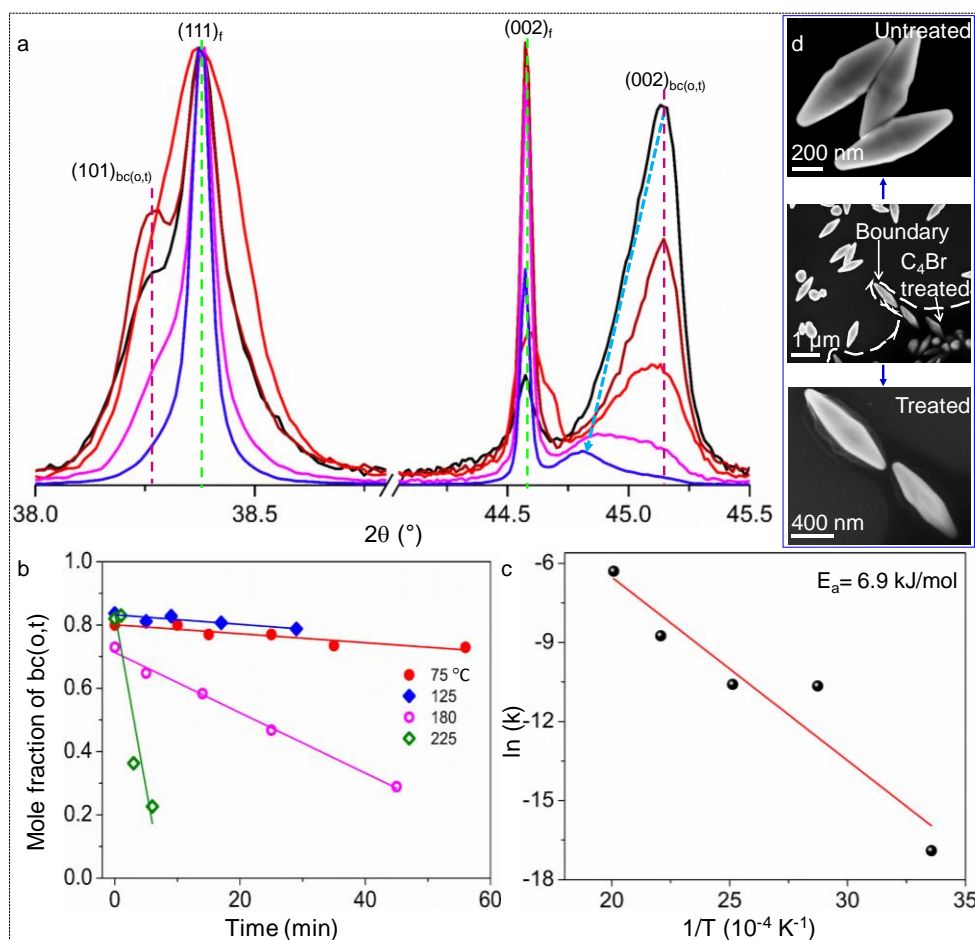 a
(111)f
(002)f
(101)bc(o,t)
(002)bc(o,t)
38.0
38.5
44.5
45.0
45.5
2θ (°)
d
Untreated
200 nm
Boundary
C4Br
treated
1 μm
Treated
400 nm
b
Mole fraction of bc(o,t)
1.0
0.8
0.6
0.4
0.2
0.0
75 °C
125
180
225
0
20
40
60
Time (min)
c
ln (k)
Ea= 6.9 kJ/mol
-6
-9
-12
-15
-18
20
25
30
35
1/T (10-4 K-1)